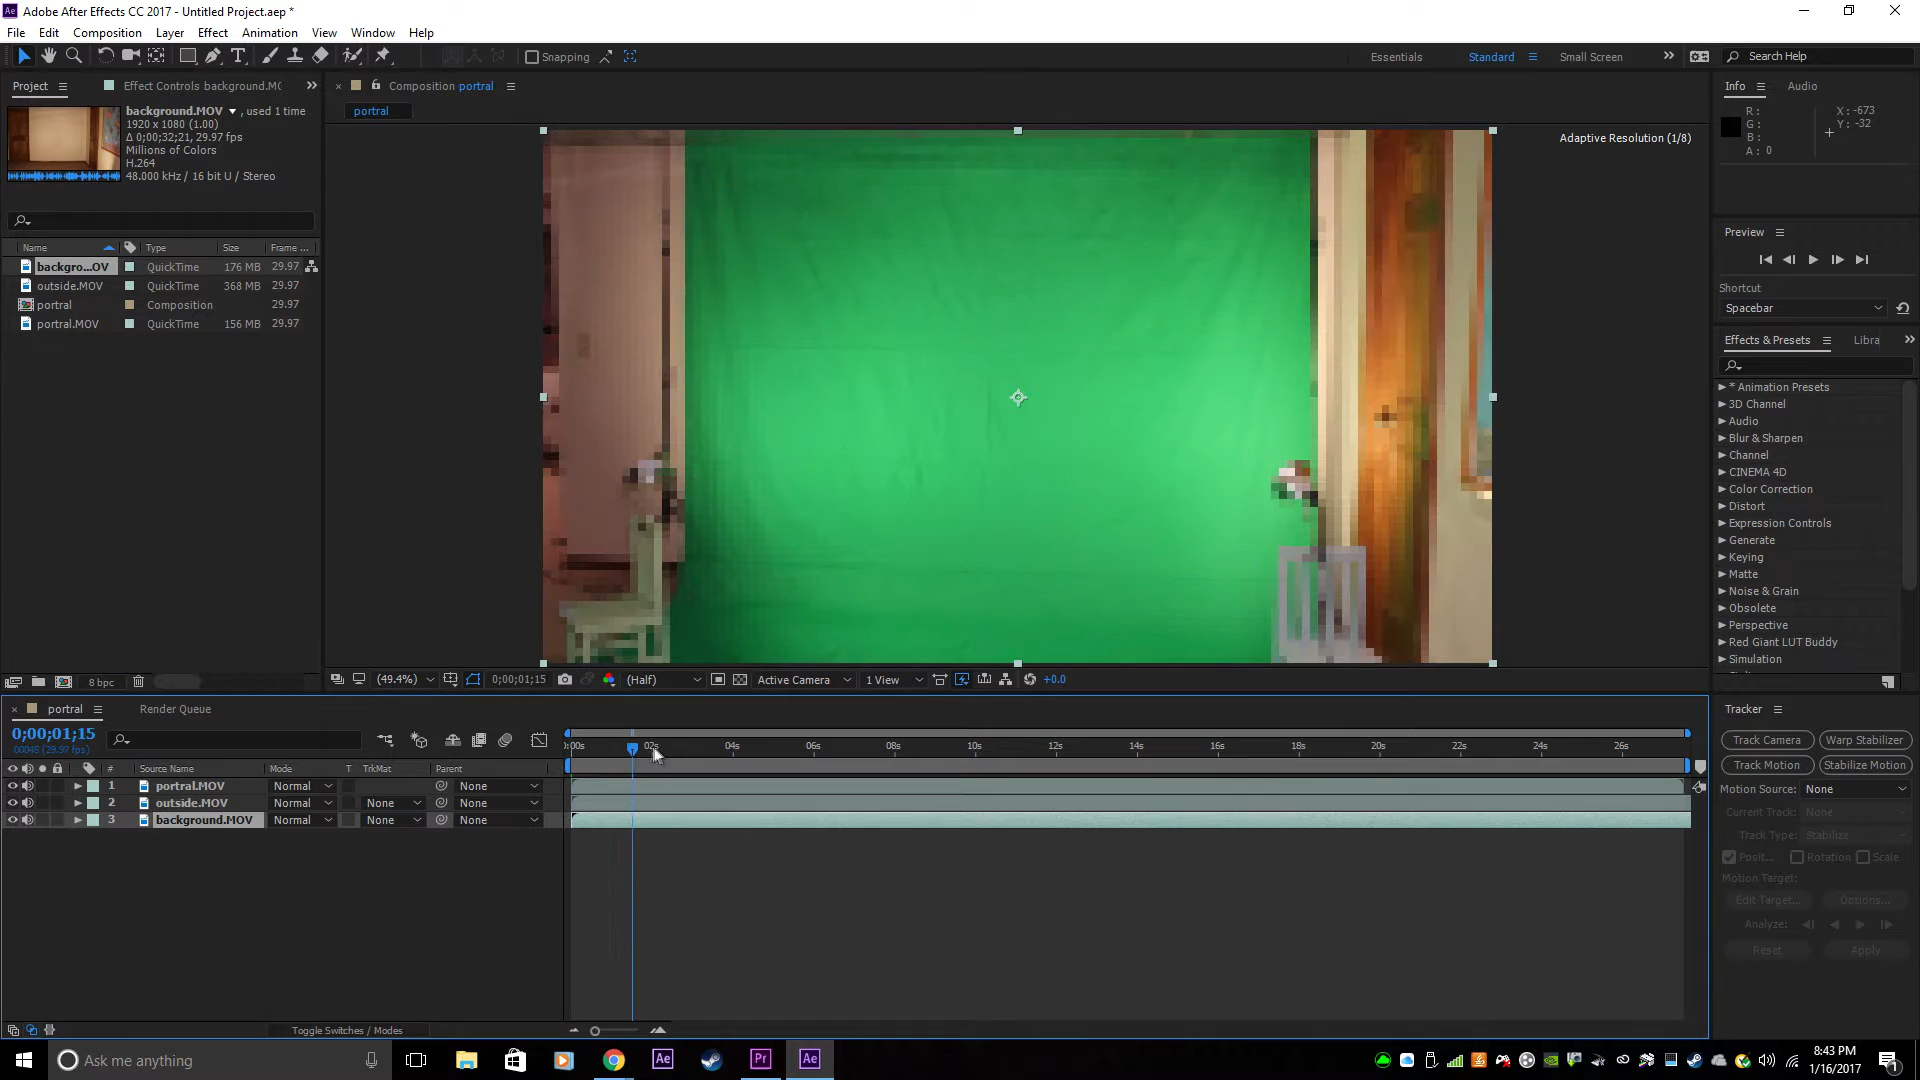 Adobe After Effects CC 2017 - Untitled Project.aep *
File Edit Composition Layer Effect Animation View Window Help
Snapping Essentials Standard Small Screen Search Help
Project Effect Controls background.MO
Composition portral
portral
background.MOV , used 1 time
1920 x 1080 (1.00)
Δ 0;00;32;21, 29.97 fps
Millions of Colors
H.264
48.000 kHz / 16 bit U / Stereo
Name Type Size Frame ...
backgro...OV QuickTime 176 MB 29.97
outside.MOV QuickTime 368 MB 29.97
portral Composition 29.97
portral.MOV QuickTime 156 MB 29.97
8 bpc
Adaptive Resolution (1/8)
(49.4%) 0;00;01;15 (Half) Active Camera 1 View +0.0
Info Audio
R : X : -673
G : Y : -32
B :
A : 0
Preview
Shortcut
Spacebar
Effects & Presets Libra
* Animation Presets
3D Channel
Audio
Blur & Sharpen
Channel
CINEMA 4D
Color Correction
Distort
Expression Controls
Generate
Keying
Matte
Noise & Grain
Obsolete
Perspective
Red Giant LUT Buddy
Simulation
portral Render Queue
0;00;01;15
00045 (29.97 fps)
:00s 02s 04s 06s 08s 10s 12s 14s 16s 18s 20s 22s 24s 26s
# Source Name Mode T TrkMat Parent
1 portral.MOV Normal None
2 outside.MOV Normal None None
3 background.MOV Normal None None
Toggle Switches / Modes
Tracker
Track Camera Warp Stabilizer
Track Motion Stabilize Motion
Motion Source: None
Current Track: None
Track Type: Stabilize
Posit... Rotation Scale
Motion Target:
Edit Target... Options...
Analyze:
Reset Apply
Ask me anything
Ae Pr Ae
8:43 PM
1/16/2017